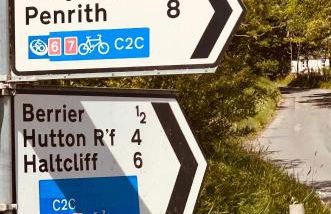 Penrith 8
6 7 C2C
Berrier ½
Hutton R'f 4
Haltcliff 6
C2C